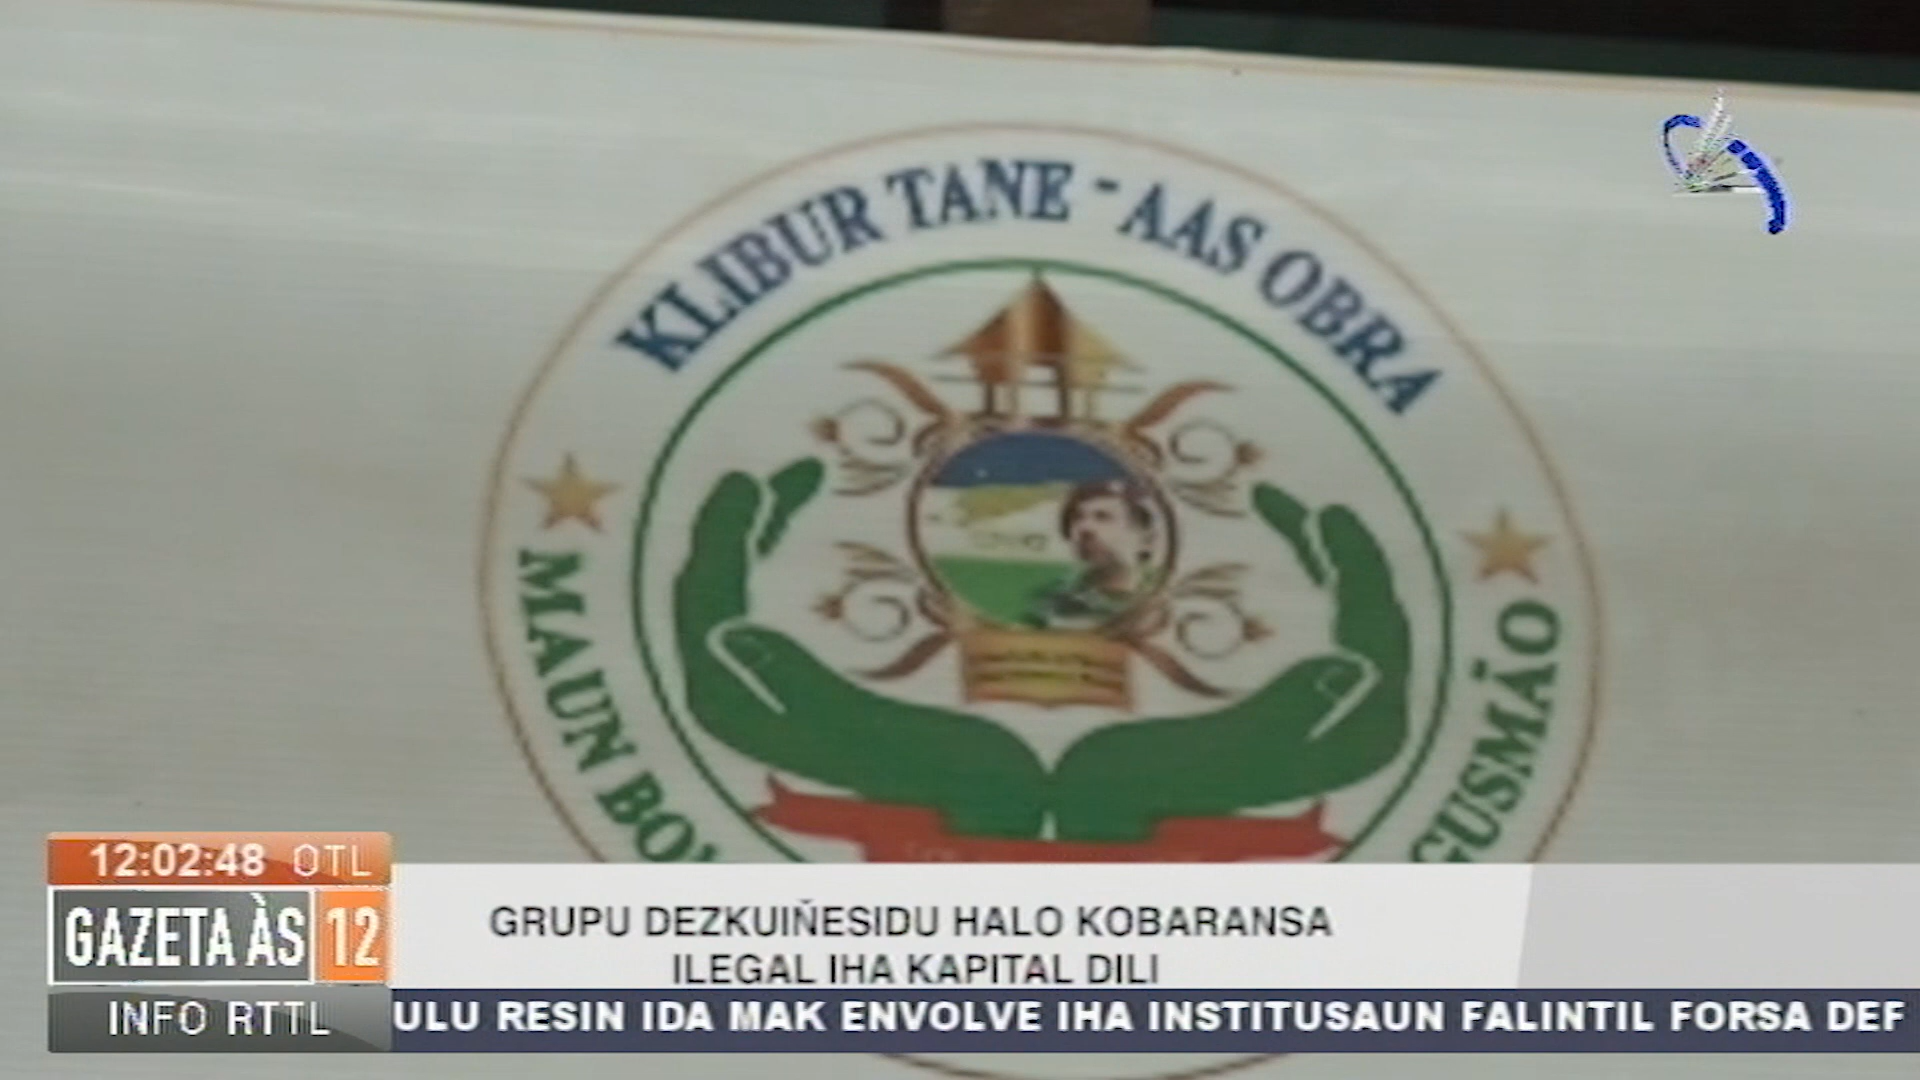 KLIBUR TANE - AAS OBRA
MAUN BO
GUSMÃO
12:02:48 OTL
GAZETA ÀS 12
GRUPU DEZKUIÑESIDU HALO KOBARANSA
ILEGAL IHA KAPITAL DILI
INFO RTTL
ULU RESIN IDA MAK ENVOLVE IHA INSTITUSAUN FALINTIL FORSA DEF